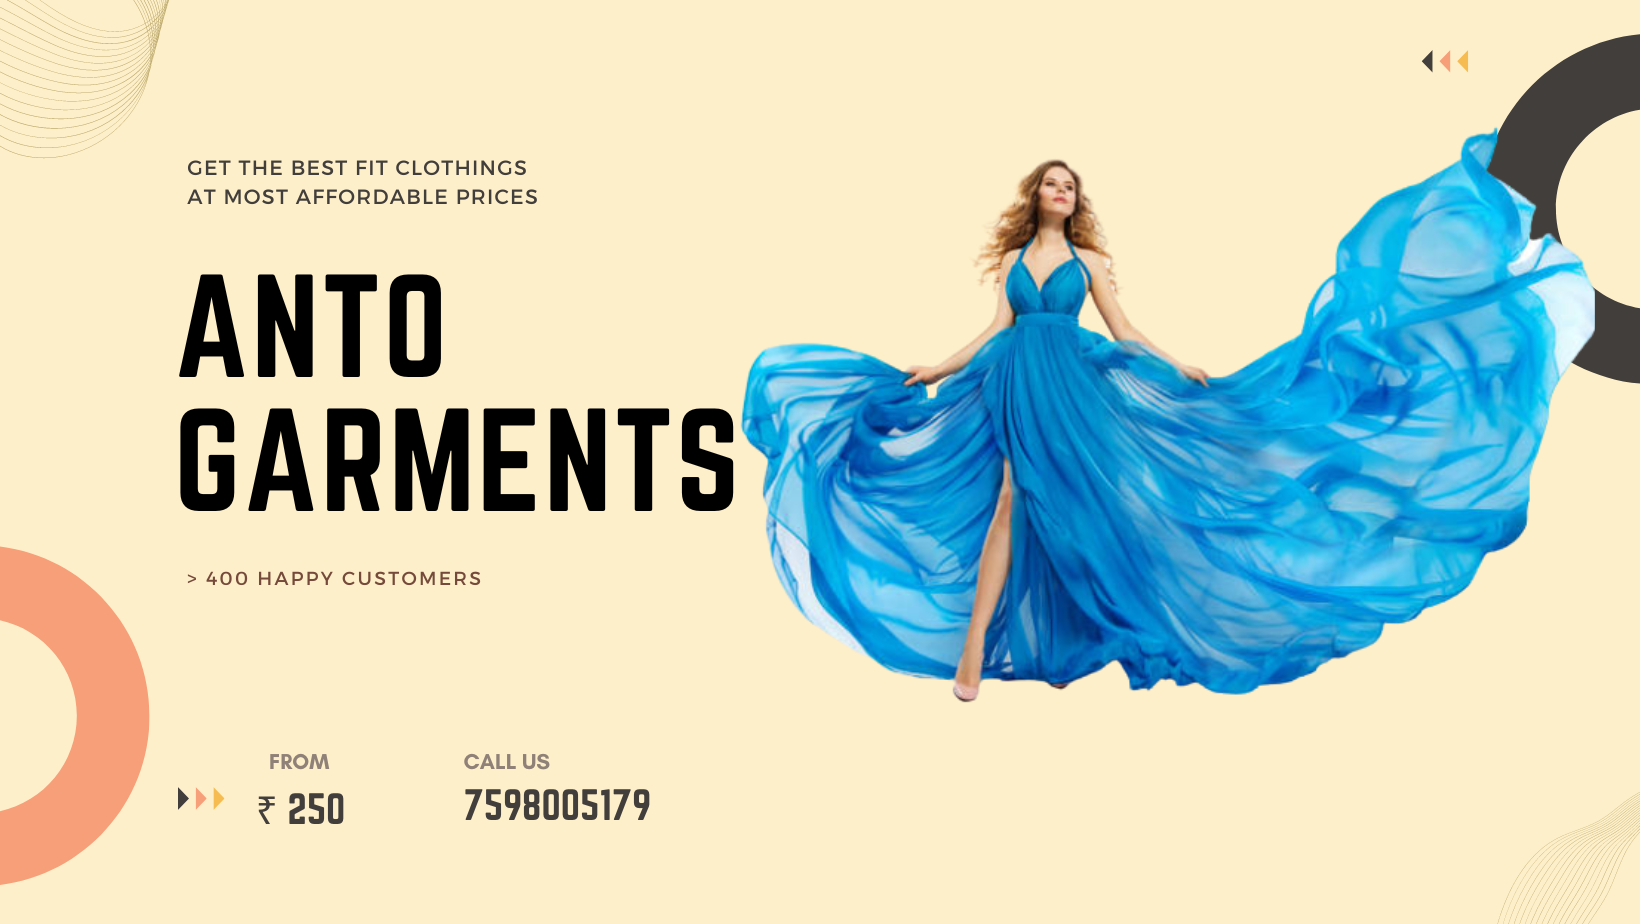 GET THE BEST FIT CLOTHINGS
AT MOST AFFORDABLE PRICES
ANTO
GARMENTS
> 400 HAPPY CUSTOMERS
FROM
₹ 250
CALL US
7598005179